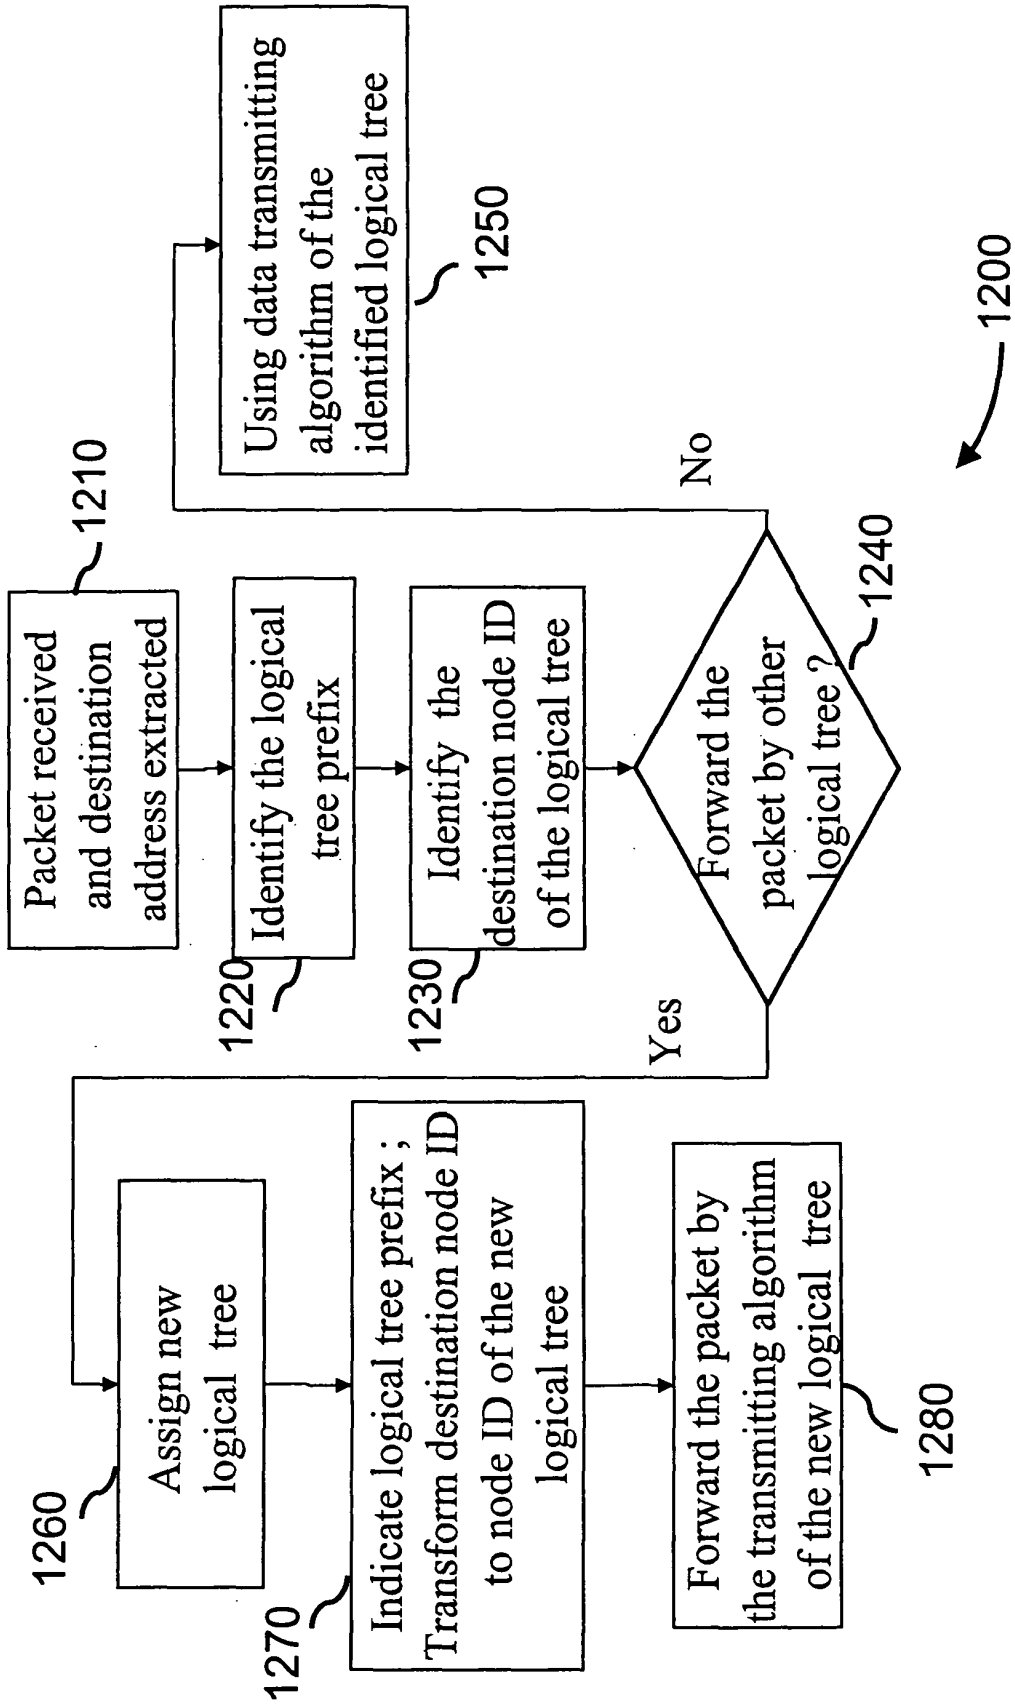 Packet received
and destination
address extracted
1210
Identify the logical
tree prefix
1220
Identify the
destination node ID
of the logical tree
1230
Forward the
packet by other
logical tree ?
1240
No
Using data transmitting
algorithm of the
identified logical tree
1250
Yes
Assign new
logical tree
1260
Indicate logical tree prefix ;
Transform destination node ID
to node ID of the new
logical tree
1270
Forward the packet by
the transmitting algorithm
of the new logical tree
1280
1200